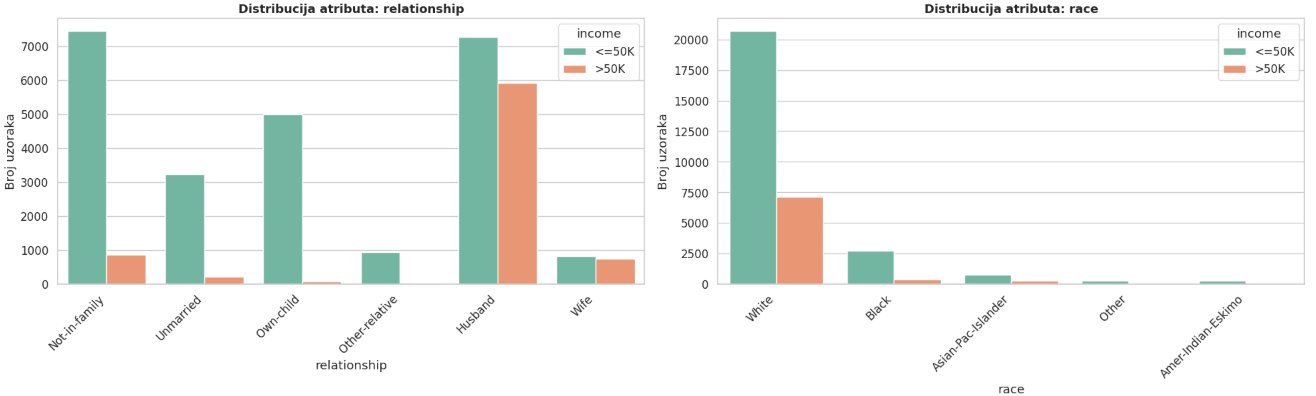 Distribucija atributa: relationship
income
<=50K
>50K
Broj uzoraka
7000
6000
5000
4000
3000
2000
1000
0
Not-in-family
Unmarried
Own-child
Other-relative
Husband
Wife
relationship
Distribucija atributa: race
income
<=50K
>50K
Broj uzoraka
20000
17500
15000
12500
10000
7500
5000
2500
0
White
Black
Asian-Pac-Islander
Other
Amer-Indian-Eskimo
race